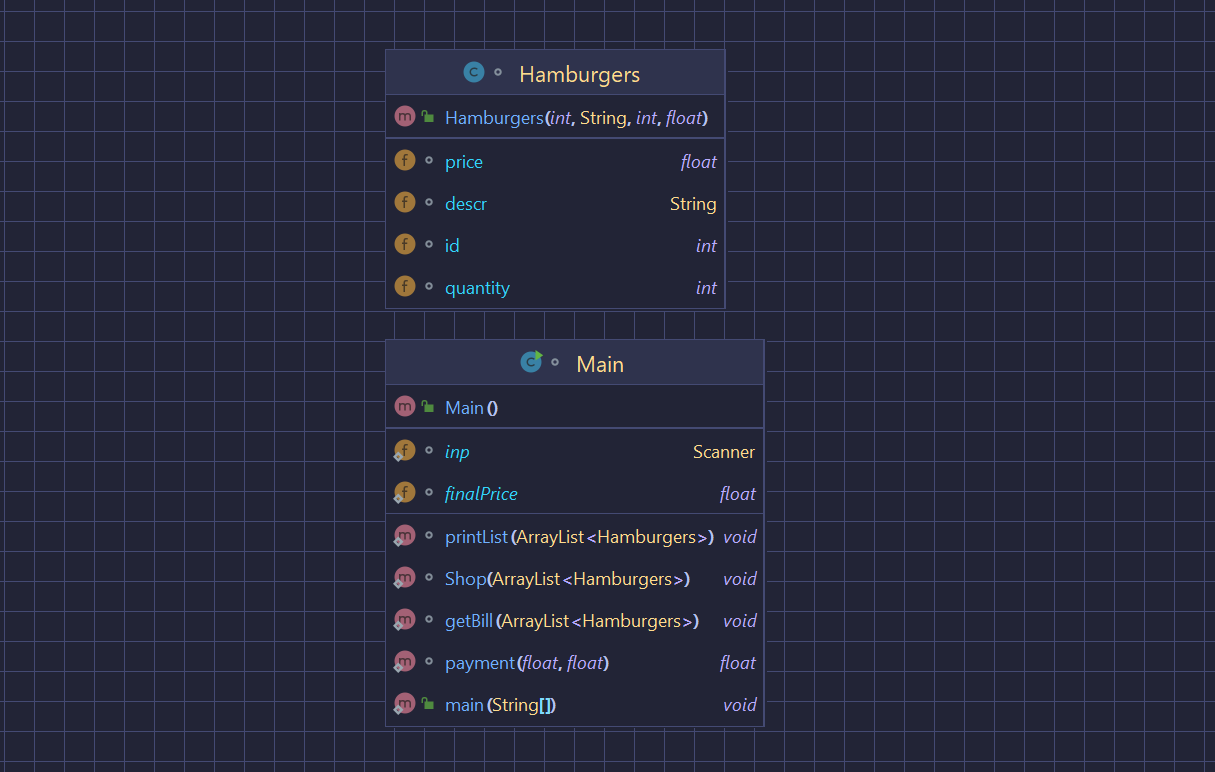 Hamburgers
Hamburgers(int, String, int, float)
price float
descr String
id int
quantity int
Main
Main()
inp Scanner
finalPrice float
printList(ArrayList<Hamburgers>) void
Shop(ArrayList<Hamburgers>) void
getBill(ArrayList<Hamburgers>) void
payment(float, float) float
main(String[]) void